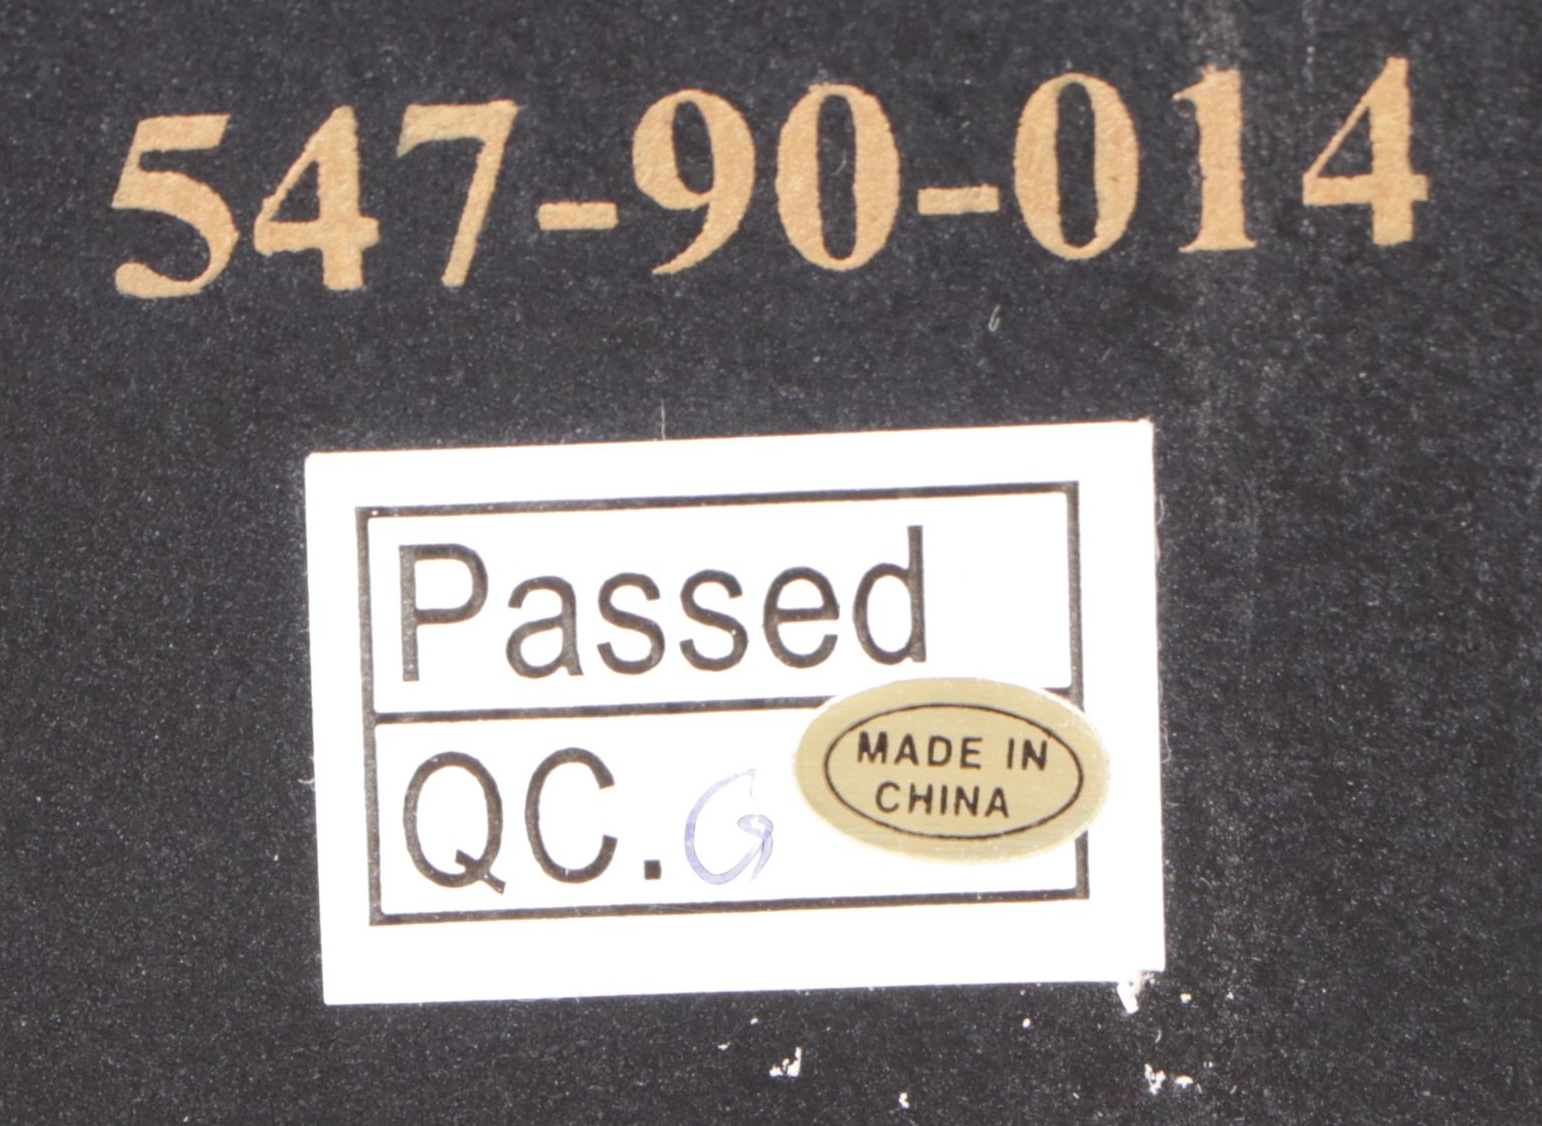 547-90-014
Passed
QC. G
MADE IN
CHINA